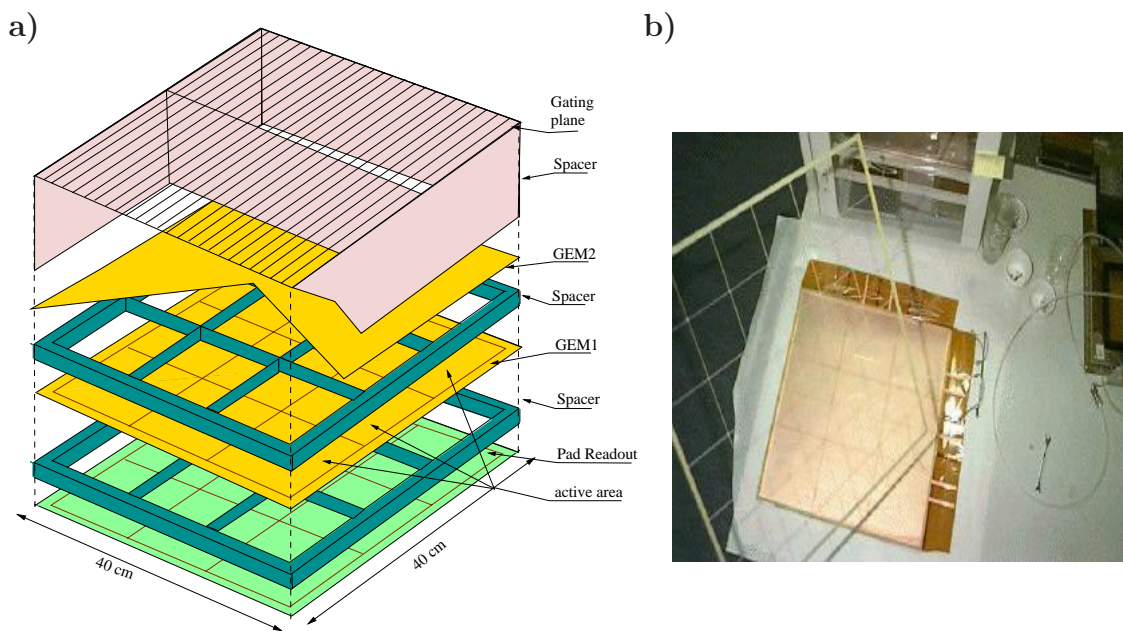 a)
b)
Gating
plane
Spacer
GEM2
Spacer
GEM1
Spacer
Pad Readout
active area
40 cm
40 cm